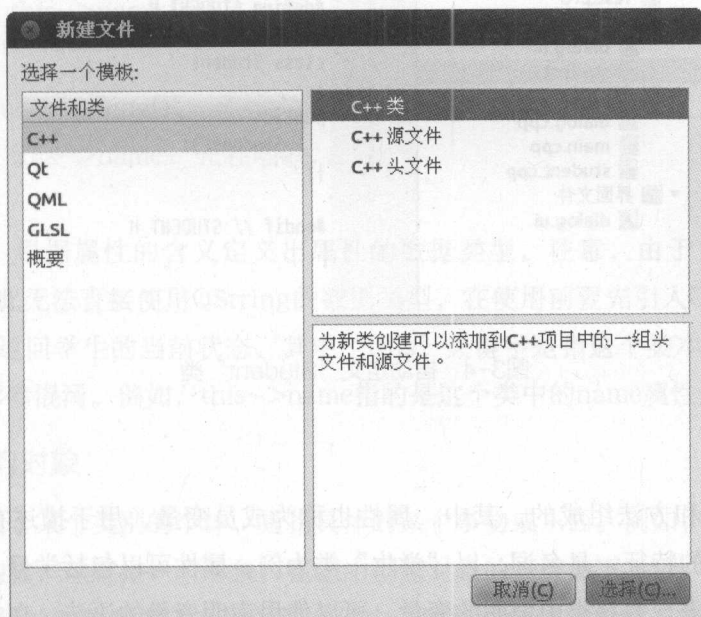 新建文件
选择一个模板:
文件和类
C++
Qt
QML
GLSL
概要
C++ 类
C++ 源文件
C++ 头文件
为新类创建可以添加到C++项目中的一组头
文件和源文件。
取消(C)
选择(C)...